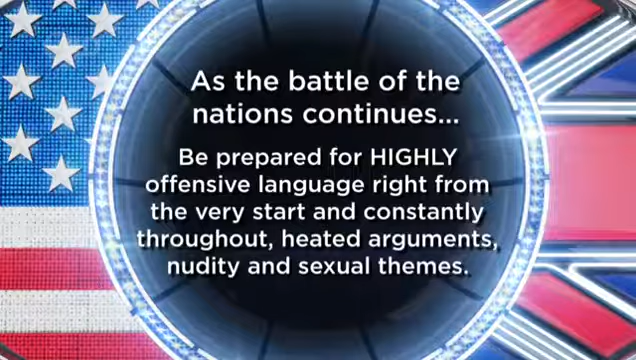 As the battle of the
nations continues...
Be prepared for HIGHLY
offensive language right from
the very start and constantly
throughout, heated arguments,
nudity and sexual themes.